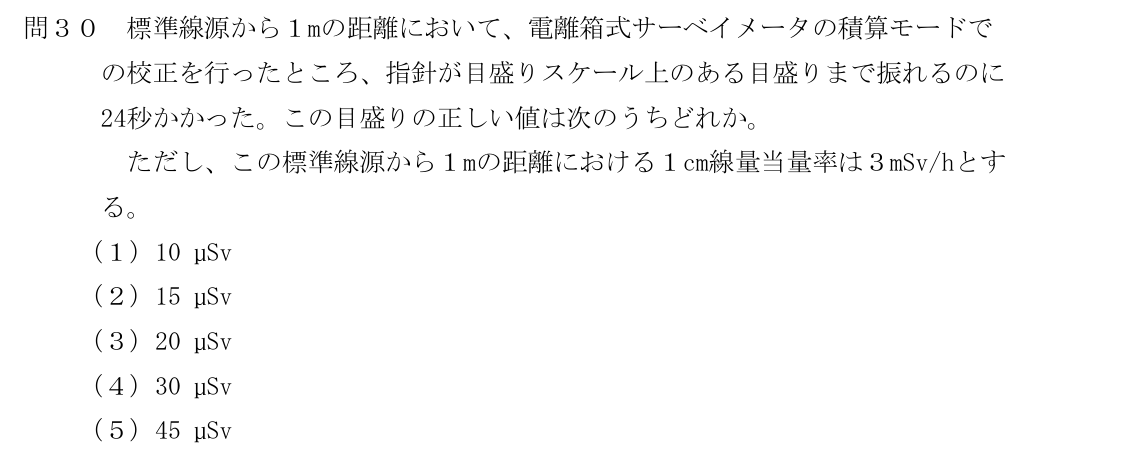 問３０　標準線源から１mの距離において、電離箱式サーベイメータの積算モードで
の校正を行ったところ、指針が目盛りスケール上のある目盛りまで振れるのに
24秒かかった。この目盛りの正しい値は次のうちどれか。
ただし、この標準線源から１mの距離における１cm線量当量率は３mSv/hとす
る。
（１）10 µSv
（２）15 µSv
（３）20 µSv
（４）30 µSv
（５）45 µSv